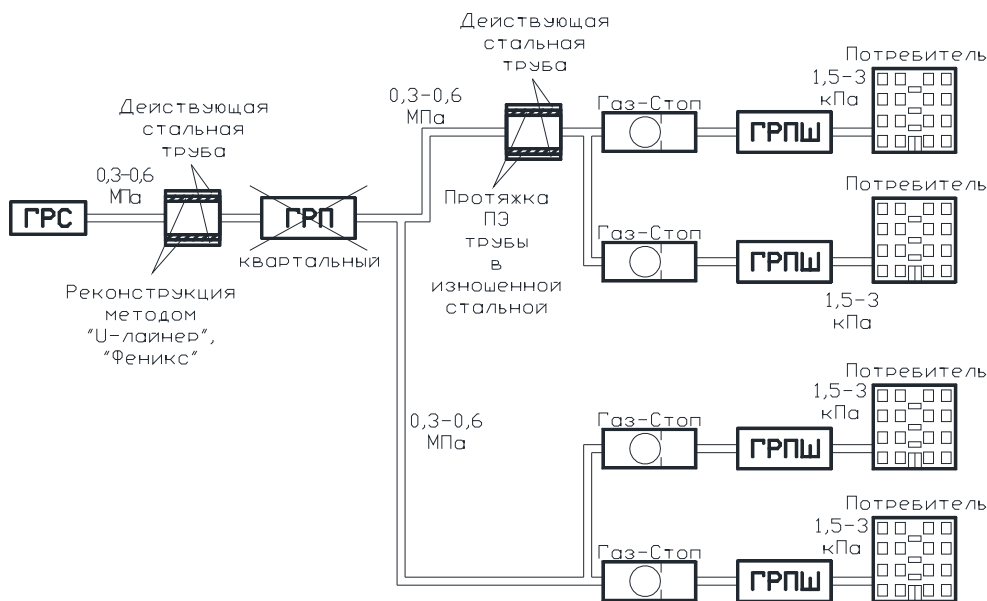 Действующая
стальная
труба
0,3-0,6
МПа
ГРС
Реконструкция
методом
"U-лайнер",
"Феникс"
ГРП
квартальный
0,3-0,6
МПа
Действующая
стальная
труба
Протяжка
ПЭ
трубы
в
изношенной
стальной
Газ-Стоп
ГРПШ
1,5-3
кПа
Потребитель
Газ-Стоп
ГРПШ
Потребитель
1,5-3
кПа
0,3-0,6
МПа
Газ-Стоп
ГРПШ
1,5-3
кПа
Потребитель
Газ-Стоп
ГРПШ
1,5-3
кПа
Потребитель